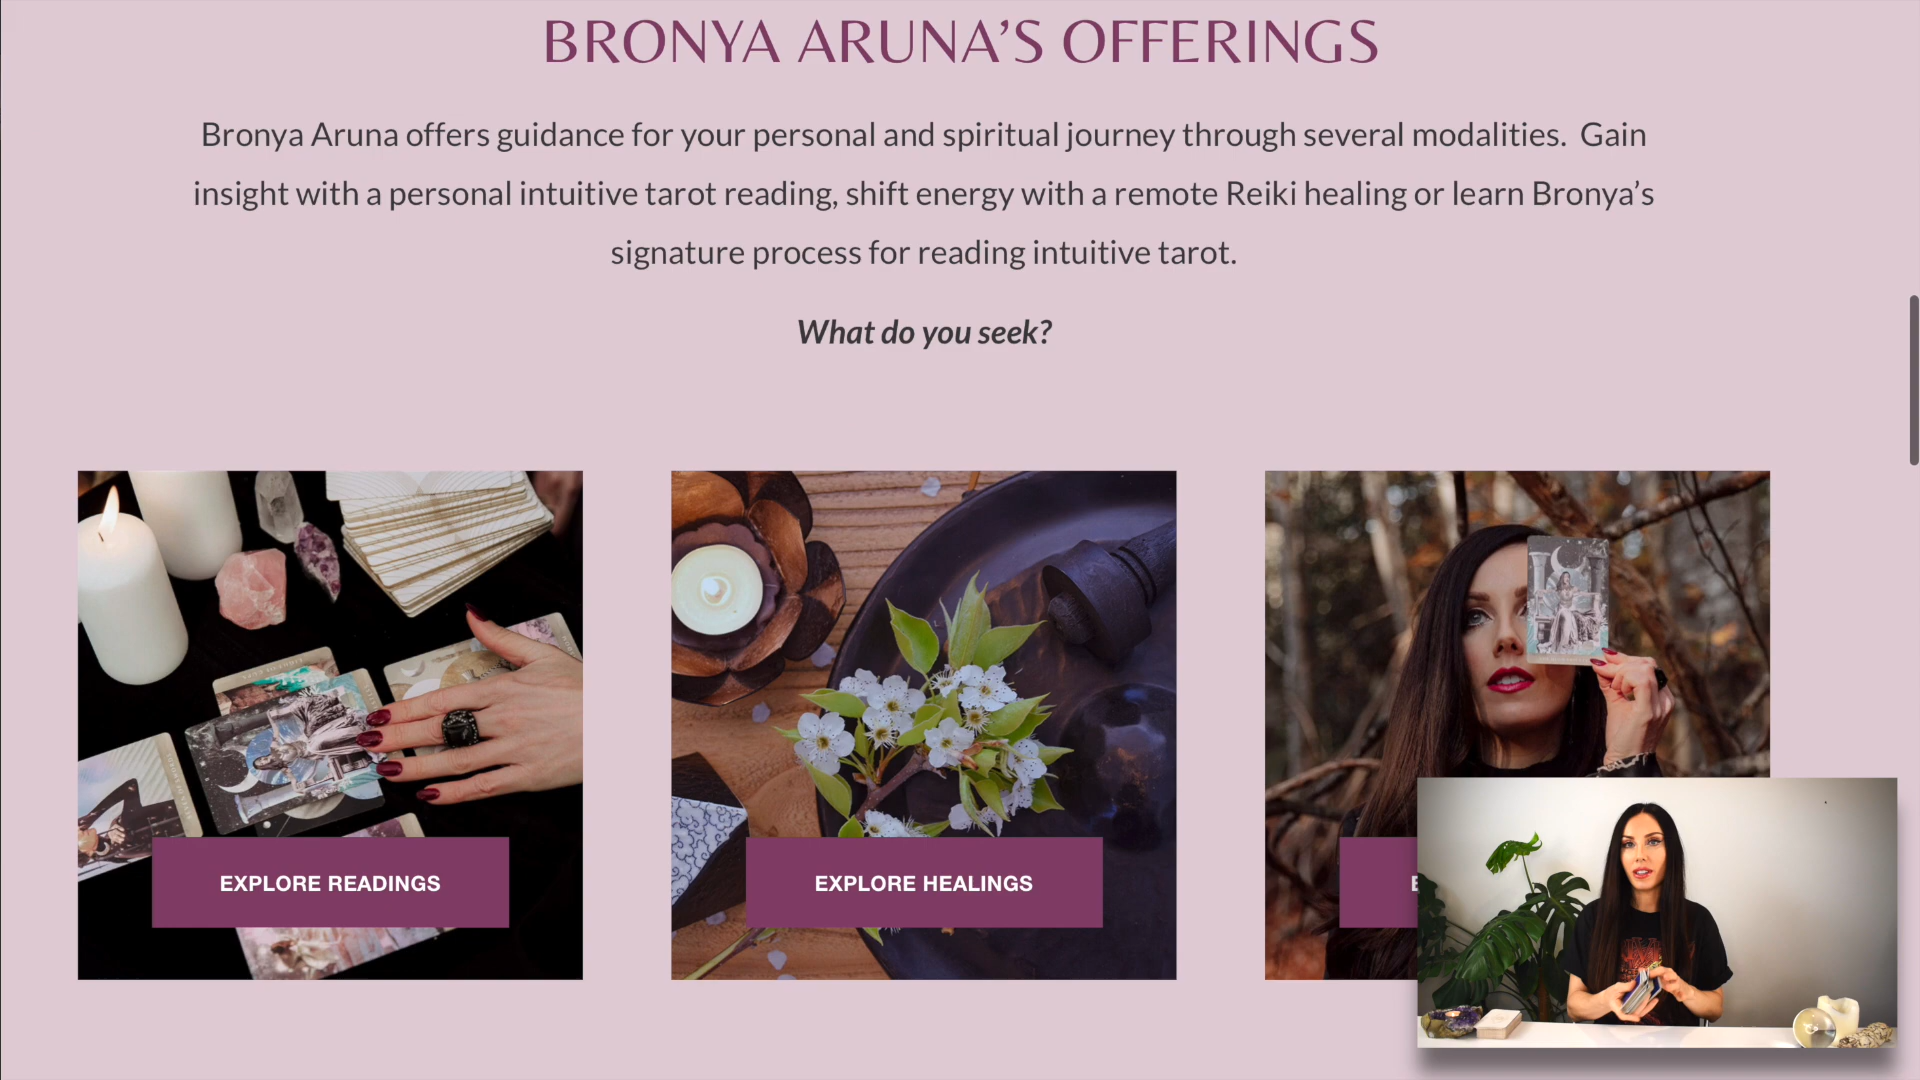 BRONYA ARUNA’S OFFERINGS
Bronya Aruna offers guidance for your personal and spiritual journey through several modalities.  Gain
insight with a personal intuitive tarot reading, shift energy with a remote Reiki healing or learn Bronya’s
signature process for reading intuitive tarot.
What do you seek?
EXPLORE READINGS
EXPLORE HEALINGS